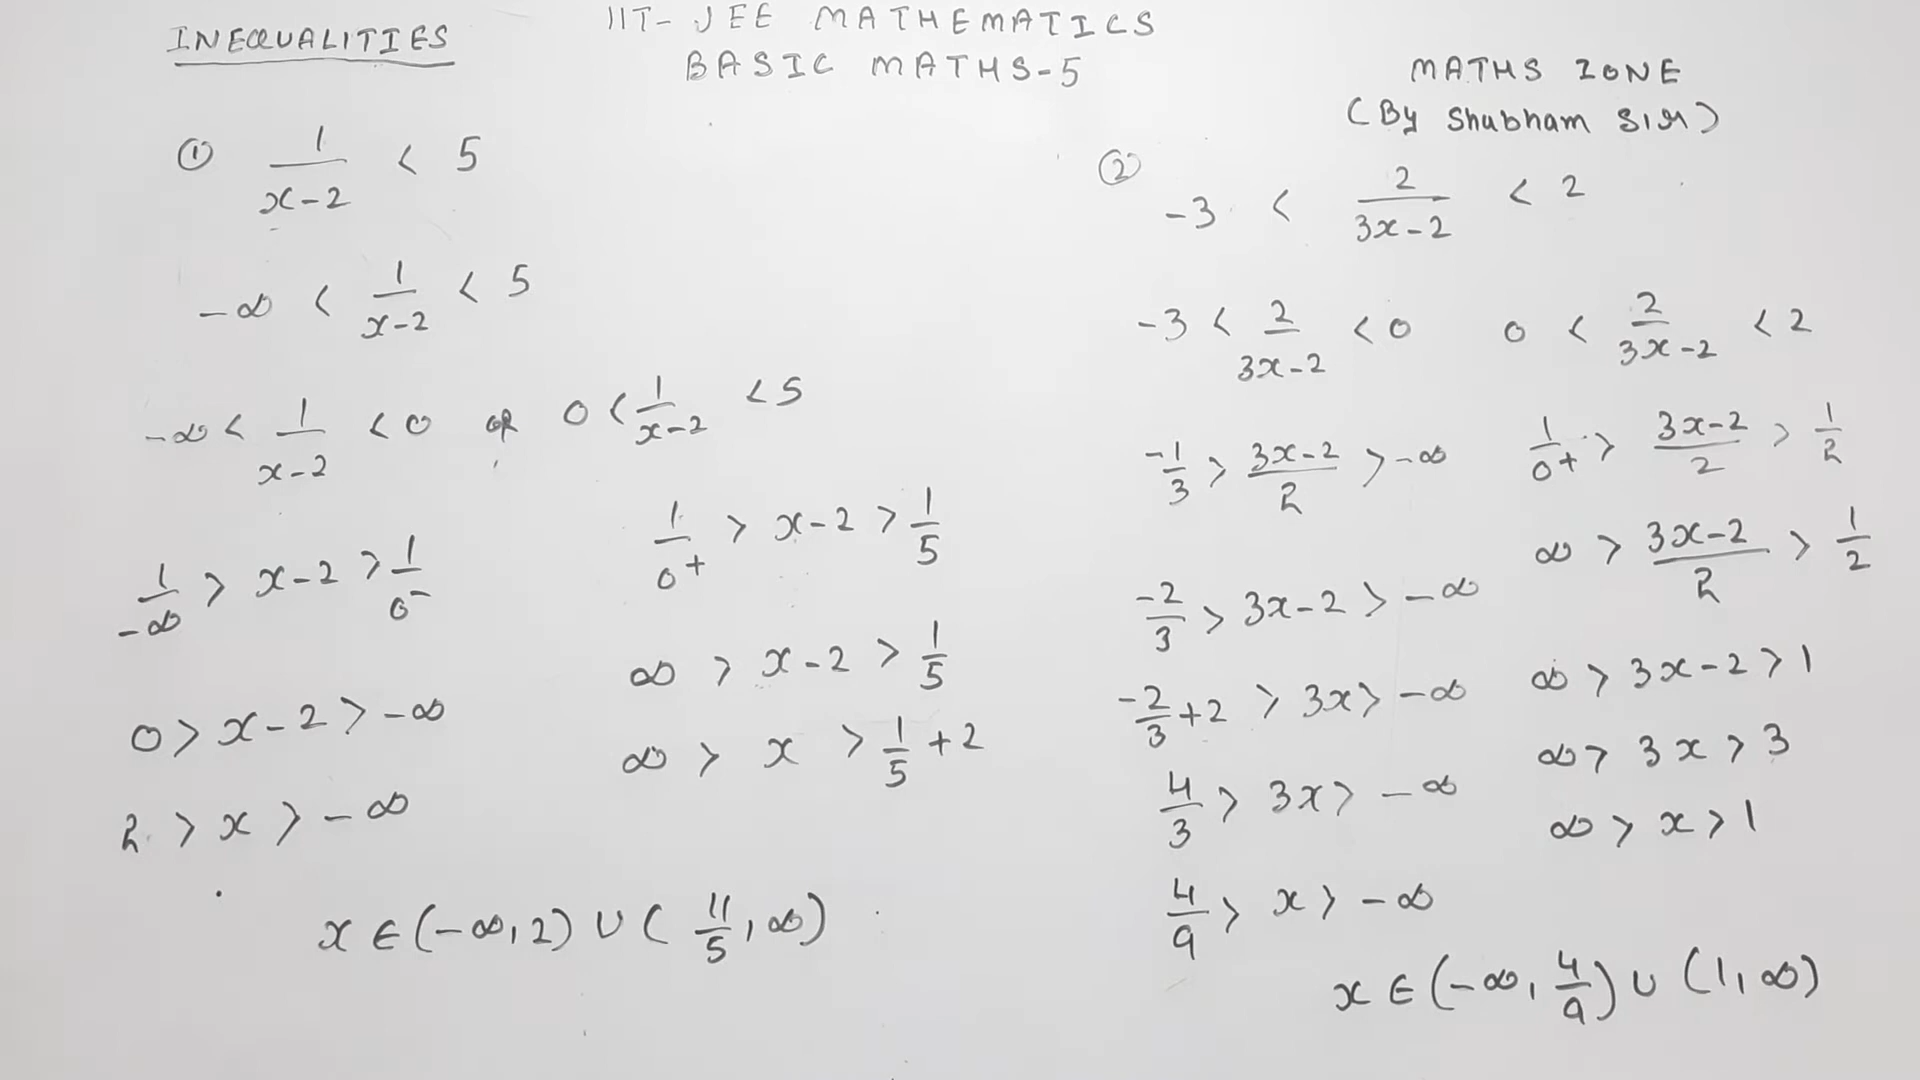 INEQUALITIES
IIT- JEE MATHEMATICS
BASIC MATHS-5
MATHS ZONE
(By Shubham Sir)
① 1/(x-2) < 5
-∞ < 1/(x-2) < 5
-∞ < 1/(x-2) < 0 or 0 < 1/(x-2) < 5
1/-∞ > x-2 > 1/0⁻
0 > x-2 > -∞
2 > x > -∞
1/0+ > x-2 > 1/5
∞ > x-2 > 1/5
∞ > x > 1/5 + 2
x ∈ (-∞, 2) ∪ (11/5, ∞)
② -3 < 2/(3x-2) < 2
-3 < 2/(3x-2) < 0 0 < 2/(3x-2) < 2
-1/3 > (3x-2)/2 > -∞
-2/3 > 3x-2 > -∞
-2/3 + 2 > 3x > -∞
4/3 > 3x > -∞
4/9 > x > -∞
1/0+ > (3x-2)/2 > 1/2
∞ > (3x-2)/2 > 1/2
∞ > 3x-2 > 1
∞ > 3x > 3
∞ > x > 1
x ∈ (-∞, 4/9) ∪ (1, ∞)